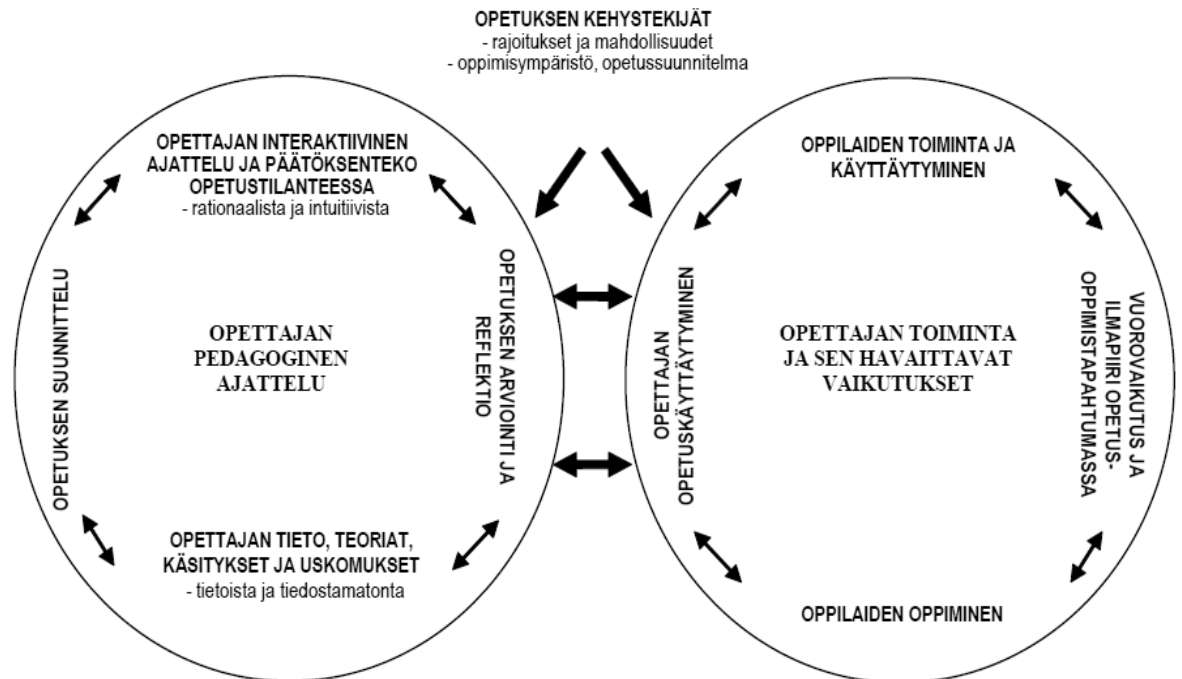 OPETUKSEN KEHYSTEKIJÄT
- rajoitukset ja mahdollisuudet
- oppimisympäristö, opetussuunnitelma
OPETTAJAN INTERAKTIIVINEN
AJATTELU JA PÄÄTÖKSENTEKO
OPETUSTILANTEESSA
- rationaalista ja intuitiivista
OPETUKSEN SUUNNITTELU
OPETTAJAN
PEDAGOGINEN
AJATTELU
OPETUKSEN ARVIOINTI JA
REFLEKTIO
OPETTAJAN TIETO, TEORIAT,
KÄSITYKSET JA USKOMUKSET
- tietoista ja tiedostamatonta
OPPILAIDEN TOIMINTA JA
KÄYTTÄYTYMINEN
OPETTAJAN
OPETUSKÄYTTÄYTYMINEN
OPETTAJAN TOIMINTA
JA SEN HAVAITTAVAT
VAIKUTUKSET
VUOROVAIKUTUS JA
ILMAPIIRI OPETUS-
OPPIMISTAPAHTUMASSA
OPPILAIDEN OPPIMINEN